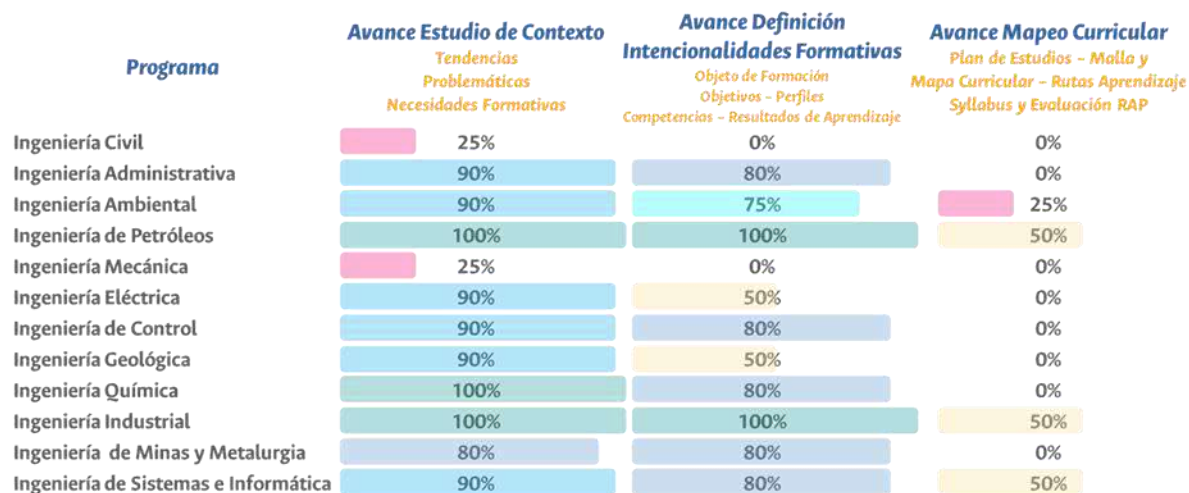 Programa
Avance Estudio de Contexto
Tendencias
Problemáticas
Necesidades Formativas
Avance Definición
Intencionalidades Formativas
Objeto de Formación
Objetivos – Perfiles
Competencias – Resultados de Aprendizaje
Avance Mapeo Curricular
Plan de Estudios – Malla y
Mapa Curricular – Rutas Aprendizaje
Syllabus y Evaluación RAP
Ingeniería Civil 25% 0% 0%
Ingeniería Administrativa 90% 80% 0%
Ingeniería Ambiental 90% 75% 25%
Ingeniería de Petróleos 100% 100% 50%
Ingeniería Mecánica 25% 0% 0%
Ingeniería Eléctrica 90% 50% 0%
Ingeniería de Control 90% 80% 0%
Ingeniería Geológica 90% 50% 0%
Ingeniería Química 100% 80% 0%
Ingeniería Industrial 100% 100% 50%
Ingeniería de Minas y Metalurgia 80% 80% 0%
Ingeniería de Sistemas e Informática 90% 80% 50%